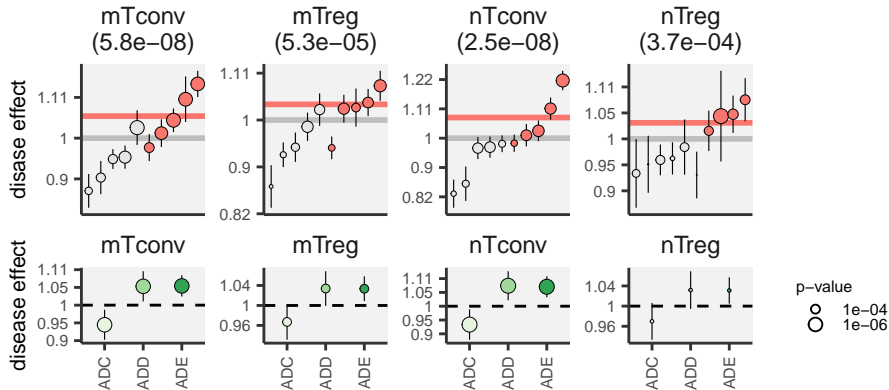 mTconv
(5.8e−08)
mTreg
(5.3e−05)
nTconv
(2.5e−08)
nTreg
(3.7e−04)
disase effect
1.11
1
0.9
1.11
1
0.9
0.82
1.22
1.11
1
0.9
0.82
1.1
1.05
1
0.95
0.9
mTconv
mTreg
nTconv
nTreg
disease effect
1.11
1.05
1
0.95
0.9
1.04
1
0.96
1.11
1.05
1
0.95
0.9
1.04
1
0.96
ADC
ADD
ADE
ADC
ADD
ADE
ADC
ADD
ADE
ADC
ADD
ADE
p−value
1e−04
1e−06